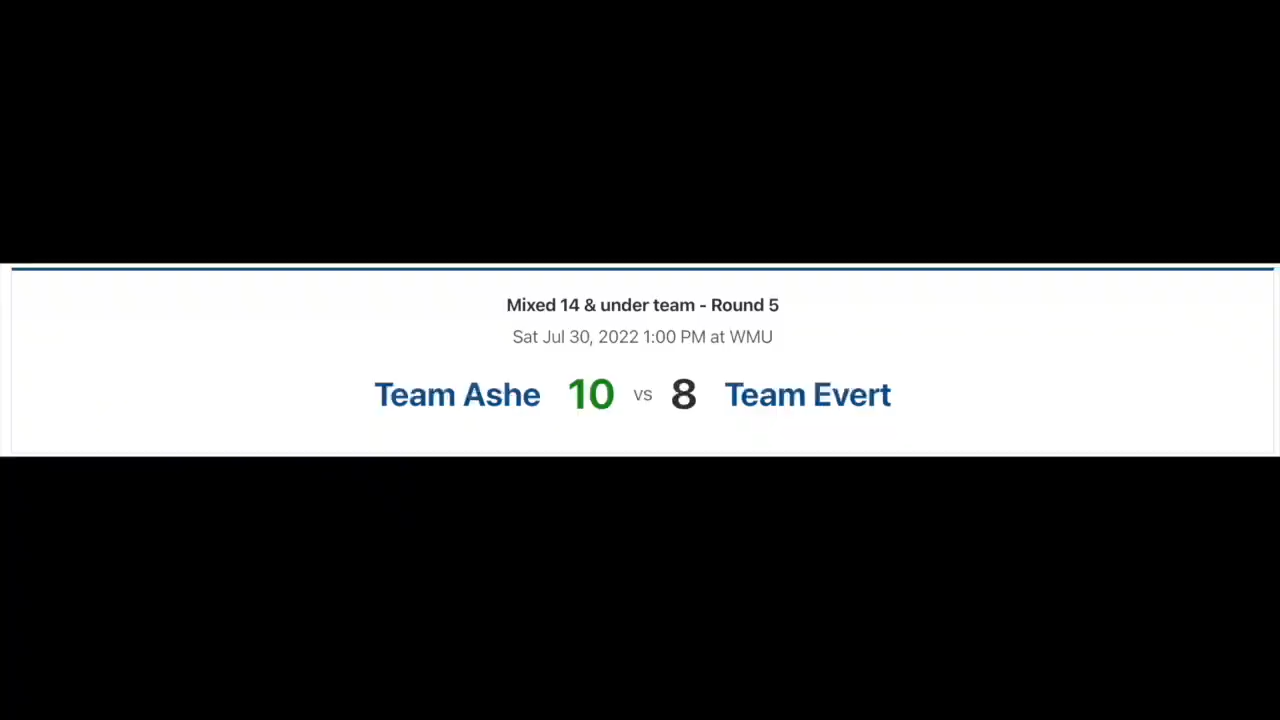 Mixed 14 & under team - Round 5
Sat Jul 30, 2022 1:00 PM at WMU
Team Ashe 10 vs 8 Team Evert